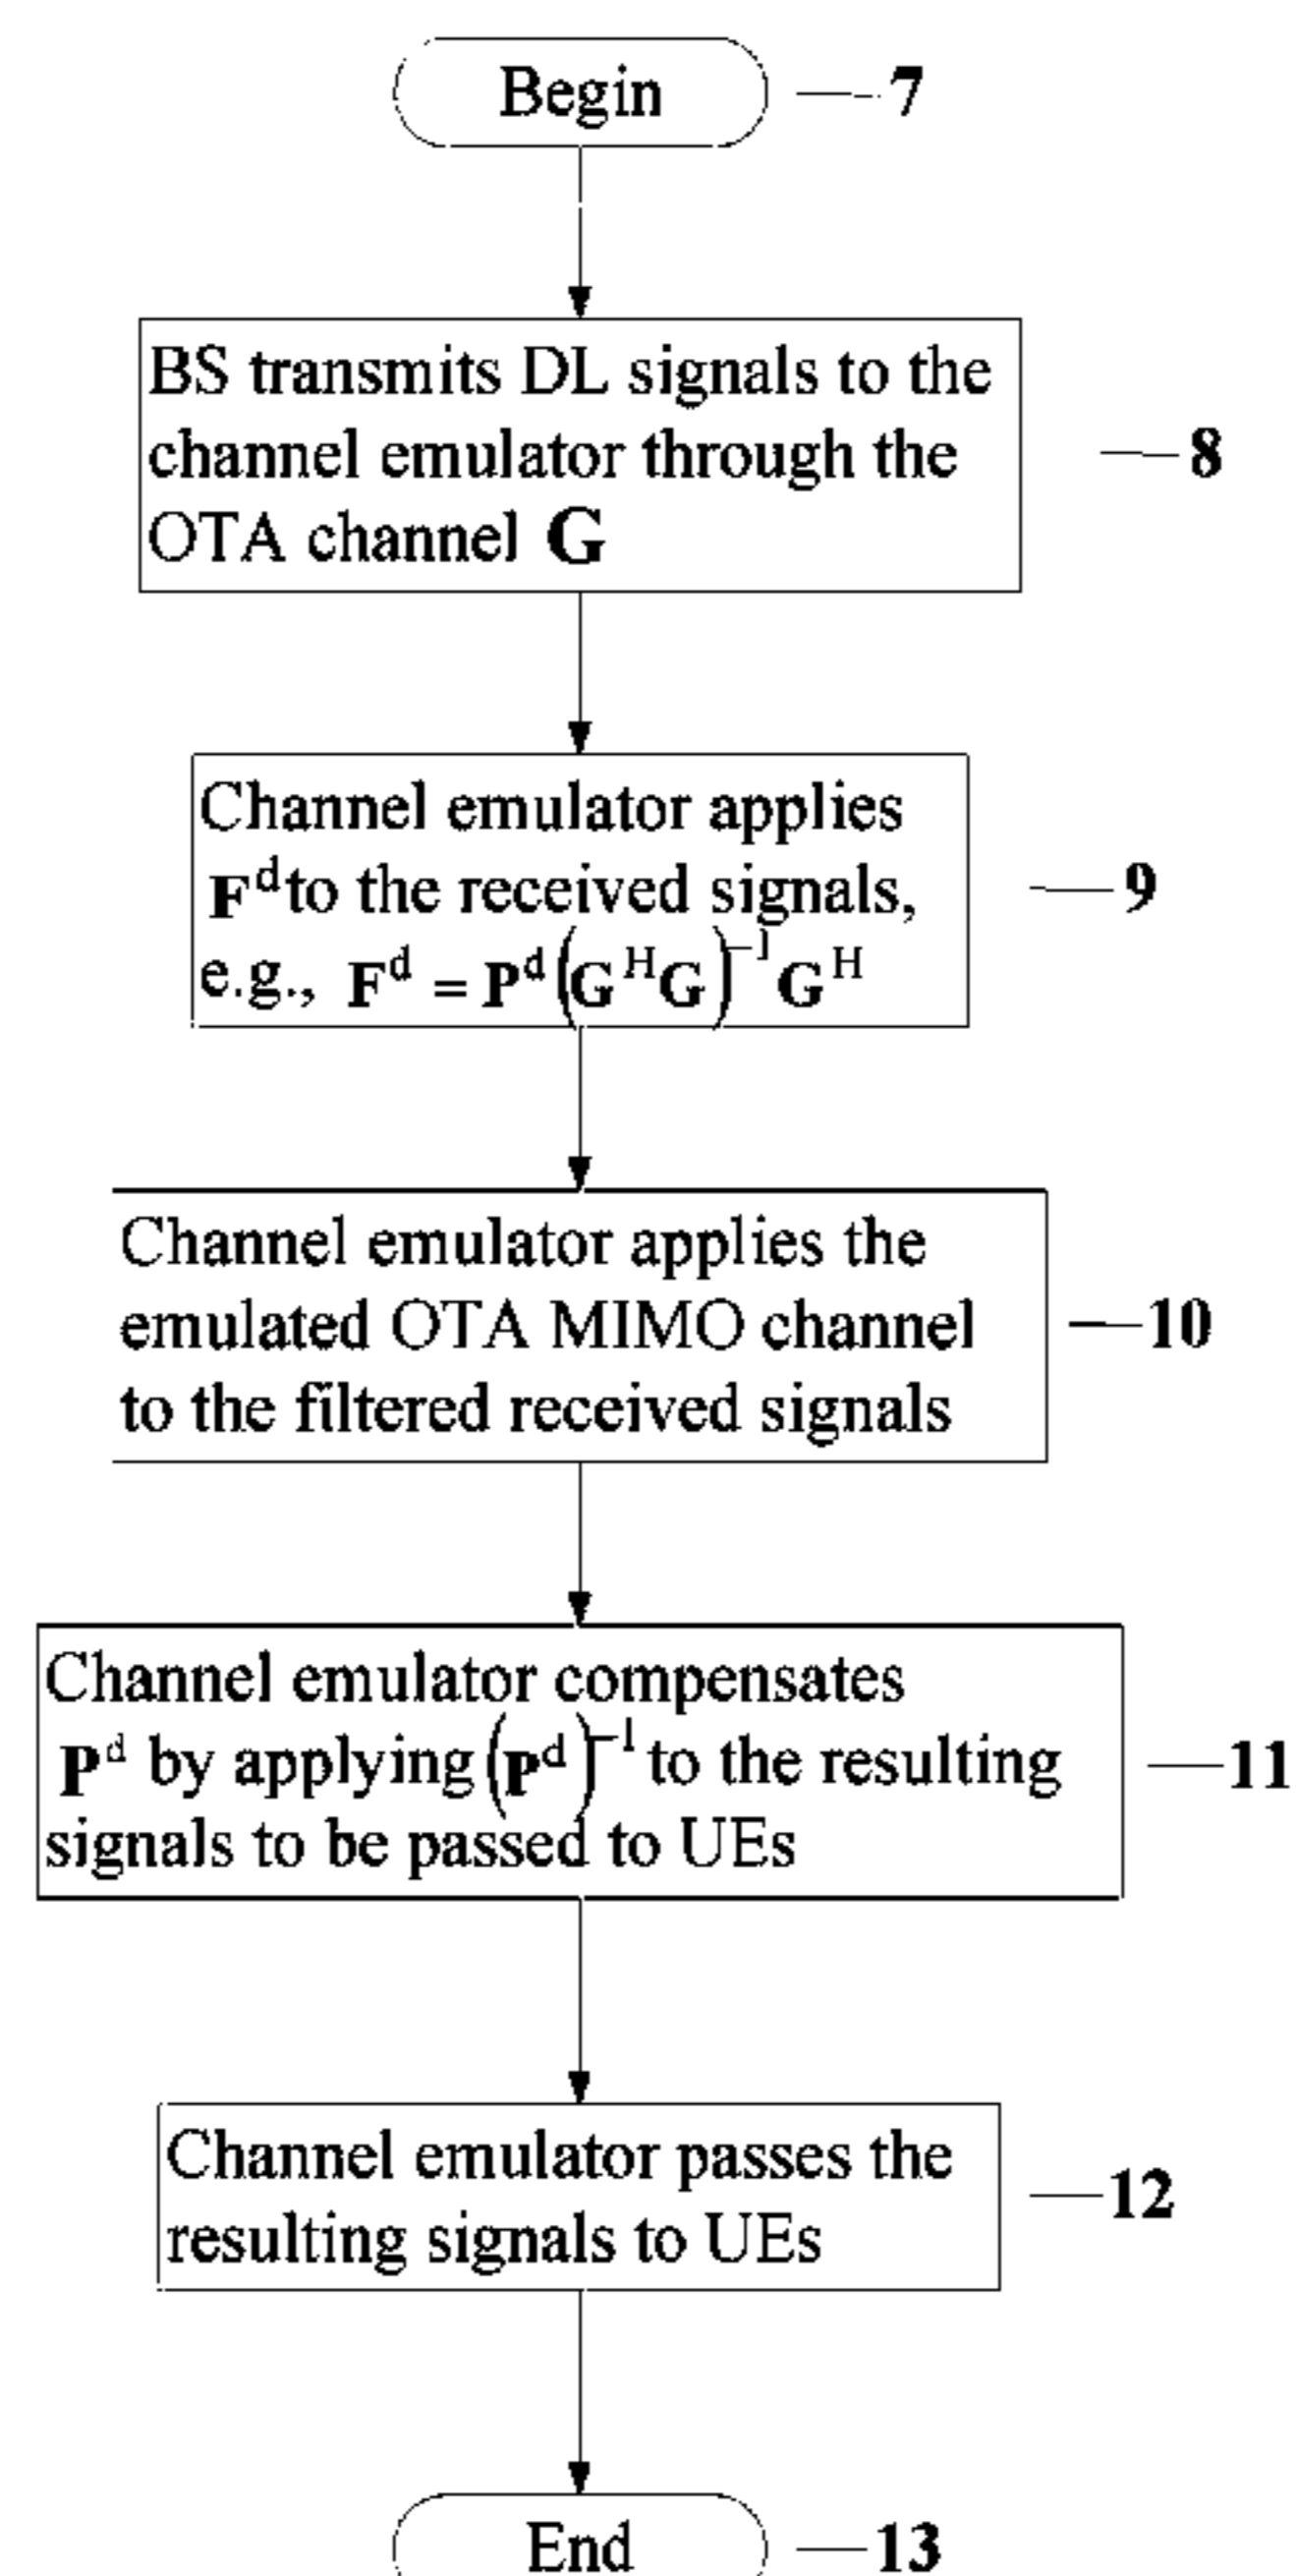 Begin 7
BS transmits DL signals to the
channel emulator through the 8
OTA channel G
Channel emulator applies
F^d to the received signals, 9
e.g., F^d = P^d (G^H G)^-1 G^H
Channel emulator applies the
emulated OTA MIMO channel 10
to the filtered received signals
Channel emulator compensates
P^d by applying (P^d)^-1 to the resulting 11
signals to be passed to UEs
Channel emulator passes the 12
resulting signals to UEs
End 13